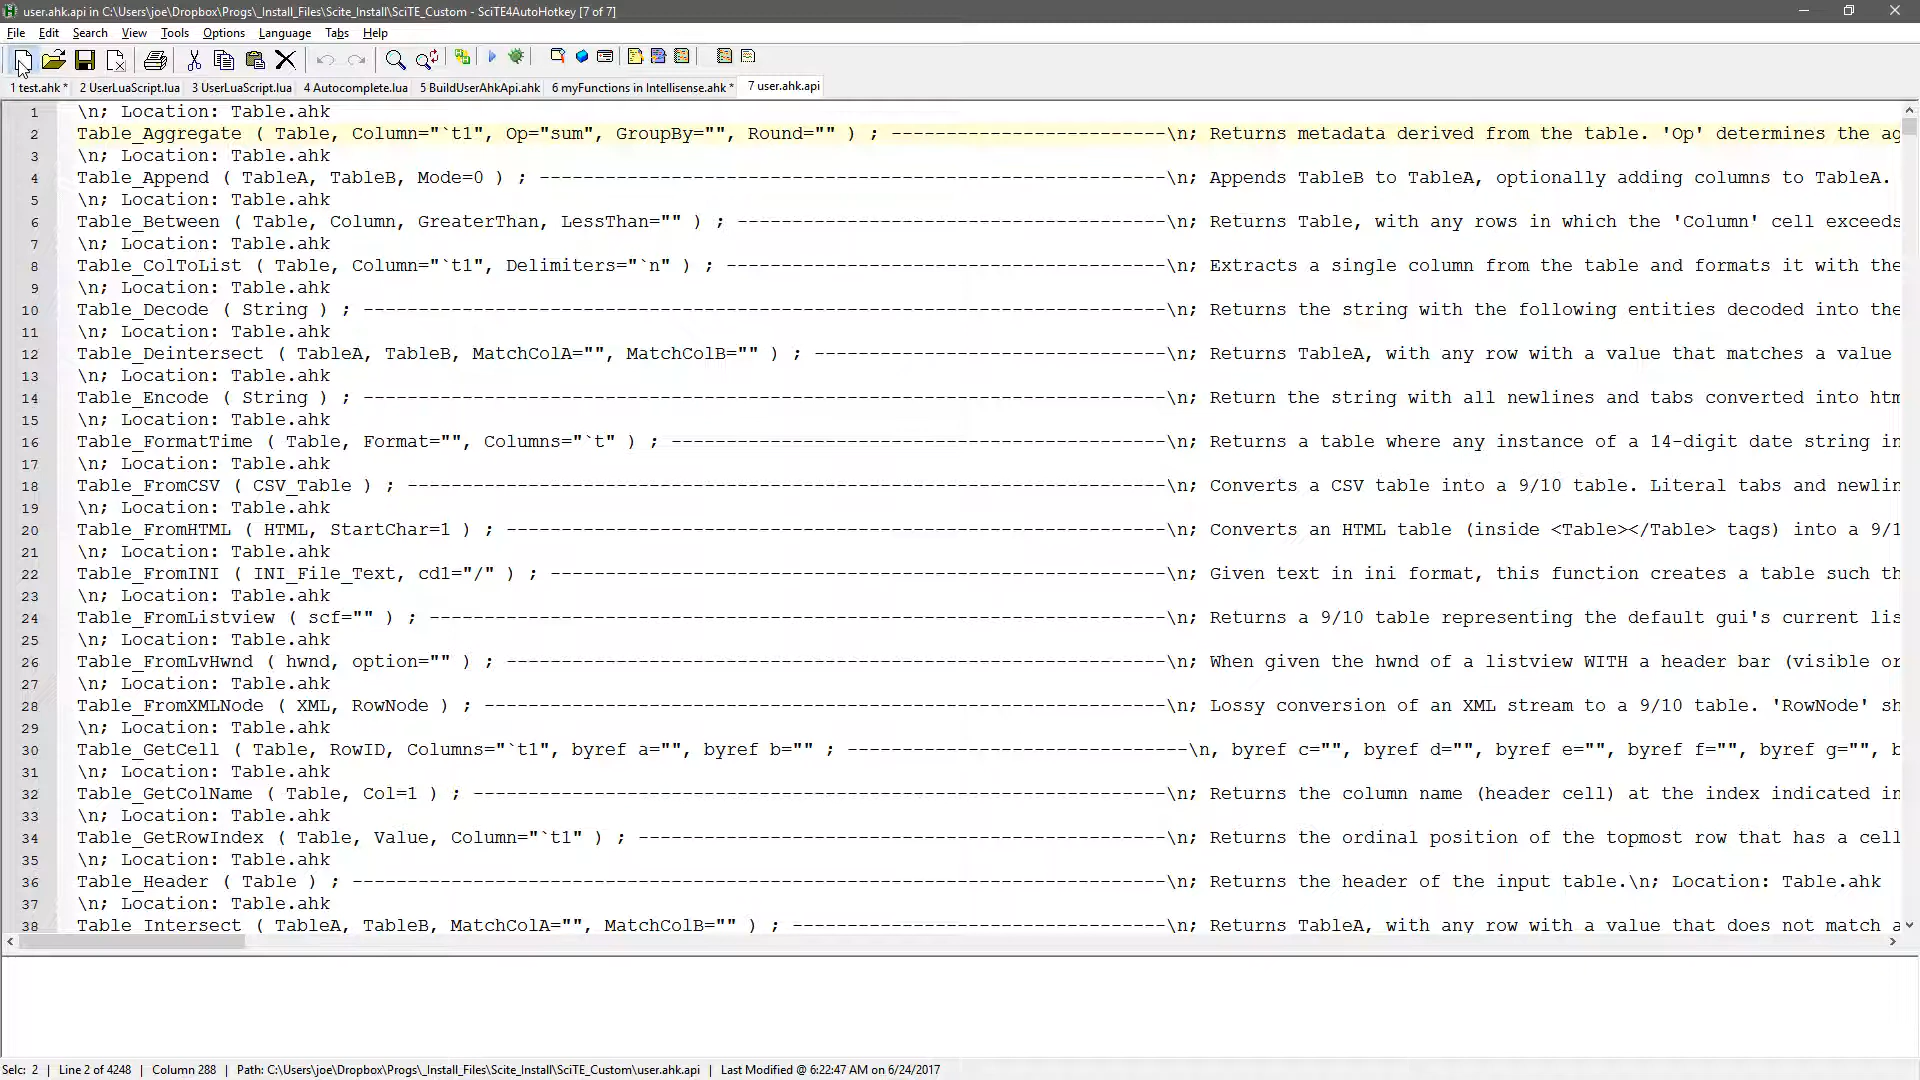 user.ahk.api in C:\Users\joe\Dropbox\Progs\_Install_Files\Scite_Install\SciTE_Custom - SciTE4AutoHotkey [7 of 7]
File Edit Search View Tools Options Language Tabs Help
1 test.ahk * 2 UserLuaScript.lua 3 UserLuaScript.lua 4 Autocomplete.lua 5 BuildUserAhkApi.ahk 6 myFunctions in Intellisense.ahk * 7 user.ahk.api
1 \n; Location: Table.ahk
2 Table_Aggregate ( Table, Column="`t1", Op="sum", GroupBy="", Round="" ) ; -------------------------\n; Returns metadata derived from the table. 'Op' determines the ag
3 \n; Location: Table.ahk
4 Table_Append ( TableA, TableB, Mode=0 ) ; ---------------------------------------------------------\n; Appends TableB to TableA, optionally adding columns to TableA.
5 \n; Location: Table.ahk
6 Table_Between ( Table, Column, GreaterThan, LessThan="" ) ; ---------------------------------------\n; Returns Table, with any rows in which the 'Column' cell exceeds
7 \n; Location: Table.ahk
8 Table_ColToList ( Table, Column="`t1", Delimiters="`n" ) ; ----------------------------------------\n; Extracts a single column from the table and formats it with the
9 \n; Location: Table.ahk
10 Table_Decode ( String ) ; -------------------------------------------------------------------------\n; Returns the string with the following entities decoded into the
11 \n; Location: Table.ahk
12 Table_Deintersect ( TableA, TableB, MatchColA="", MatchColB="" ) ; --------------------------------\n; Returns TableA, with any row with a value that matches a value
13 \n; Location: Table.ahk
14 Table_Encode ( String ) ; -------------------------------------------------------------------------\n; Return the string with all newlines and tabs converted into htm
15 \n; Location: Table.ahk
16 Table_FormatTime ( Table, Format="", Columns="`t" ) ; ---------------------------------------------\n; Returns a table where any instance of a 14-digit date string in
17 \n; Location: Table.ahk
18 Table_FromCSV ( CSV_Table ) ; ---------------------------------------------------------------------\n; Converts a CSV table into a 9/10 table. Literal tabs and newlin
19 \n; Location: Table.ahk
20 Table_FromHTML ( HTML, StartChar=1 ) ; ------------------------------------------------------------\n; Converts an HTML table (inside <Table></Table> tags) into a 9/1
21 \n; Location: Table.ahk
22 Table_FromINI ( INI_File_Text, cd1="/" ) ; --------------------------------------------------------\n; Given text in ini format, this function creates a table such th
23 \n; Location: Table.ahk
24 Table_FromListview ( scf="" ) ; -------------------------------------------------------------------\n; Returns a 9/10 table representing the default gui's current lis
25 \n; Location: Table.ahk
26 Table_FromLvHwnd ( hwnd, option="" ) ; ------------------------------------------------------------\n; When given the hwnd of a listview WITH a header bar (visible or
27 \n; Location: Table.ahk
28 Table_FromXMLNode ( XML, RowNode ) ; --------------------------------------------------------------\n; Lossy conversion of an XML stream to a 9/10 table. 'RowNode' sh
29 \n; Location: Table.ahk
30 Table_GetCell ( Table, RowID, Columns="`t1", byref a="", byref b="" ; -------------------------------\n, byref c="", byref d="", byref e="", byref f="", byref g="", b
31 \n; Location: Table.ahk
32 Table_GetColName ( Table, Col=1 ) ; ---------------------------------------------------------------\n; Returns the column name (header cell) at the index indicated in
33 \n; Location: Table.ahk
34 Table_GetRowIndex ( Table, Value, Column="`t1" ) ; ------------------------------------------------\n; Returns the ordinal position of the topmost row that has a cell
35 \n; Location: Table.ahk
36 Table_Header ( Table ) ; --------------------------------------------------------------------------\n; Returns the header of the input table.\n; Location: Table.ahk
37 \n; Location: Table.ahk
38 Table_Intersect ( TableA, TableB, MatchColA="", MatchColB="" ) ; ----------------------------------\n; Returns TableA, with any row with a value that does not match a
Selc: 2 | Line 2 of 4248 | Column 288 | Path: C:\Users\joe\Dropbox\Progs\_Install_Files\Scite_Install\SciTE_Custom\user.ahk.api | Last Modified @ 6:22:47 AM on 6/24/2017